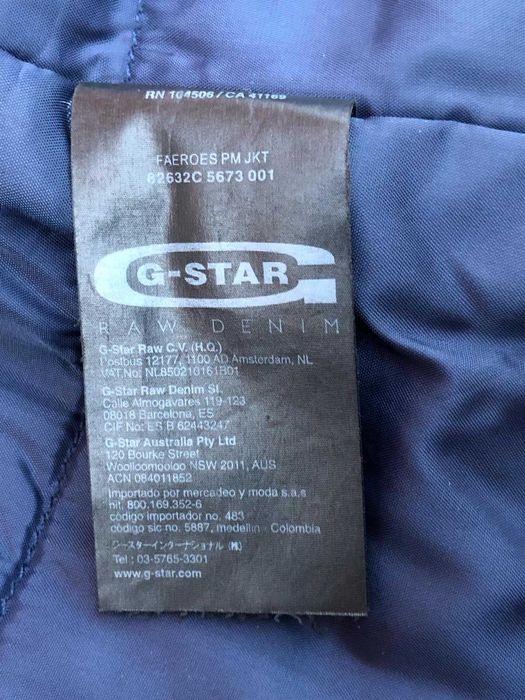 RN 104506 / CA 41169
FAEROES PM JKT
82632C 5673 001
G-STAR
RAW DENIM
G-Star Raw C.V. (H.Q.)
Postbus 12177, 1100 AD Amsterdam, NL
VAT.No: NL850210161B01
G-Star Raw Denim Sl.
Calle Almogavares 119-123
08018 Barcelona, ES
CIF No: ES B 62443247
G-Star Australia Pty Ltd
120 Bourke Street
Woolloomooloo NSW 2011, AUS
ACN 084011852
Importado por mercadeo y moda s.a.s
nit. 800.169.352-6
código importador no. 483
código sic no. 5887, medellin - Colombia
ジースターインターナショナル (株)
Tel : 03-5765-3301
www.g-star.com